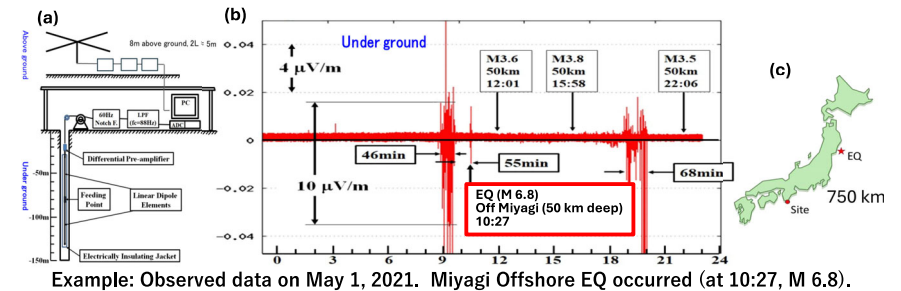 (a)
Above ground
8m above ground, 2L ≒ 5m
PC
60Hz
Notch F.
LPF
(fc=88Hz)
ADC
Differential Pre-amplifier
Under ground
-50m
Feeding
Point
Linear Dipole
Elements
-100m
Electrically Insulating Jacket
-150m
(b)
Under ground
0.04
4 μV/m
0.02
0
-0.02
-0.04
10 μV/m
M3.6
50km
12:01
M3.8
50km
15:58
M3.5
50km
22:06
46min
55min
68min
EQ (M 6.8)
Off Miyagi (50 km deep)
10:27
0 3 6 9 12 15 18 21 24
(c)
EQ
750 km
Site
Example: Observed data on May 1, 2021. Miyagi Offshore EQ occurred (at 10:27, M 6.8).